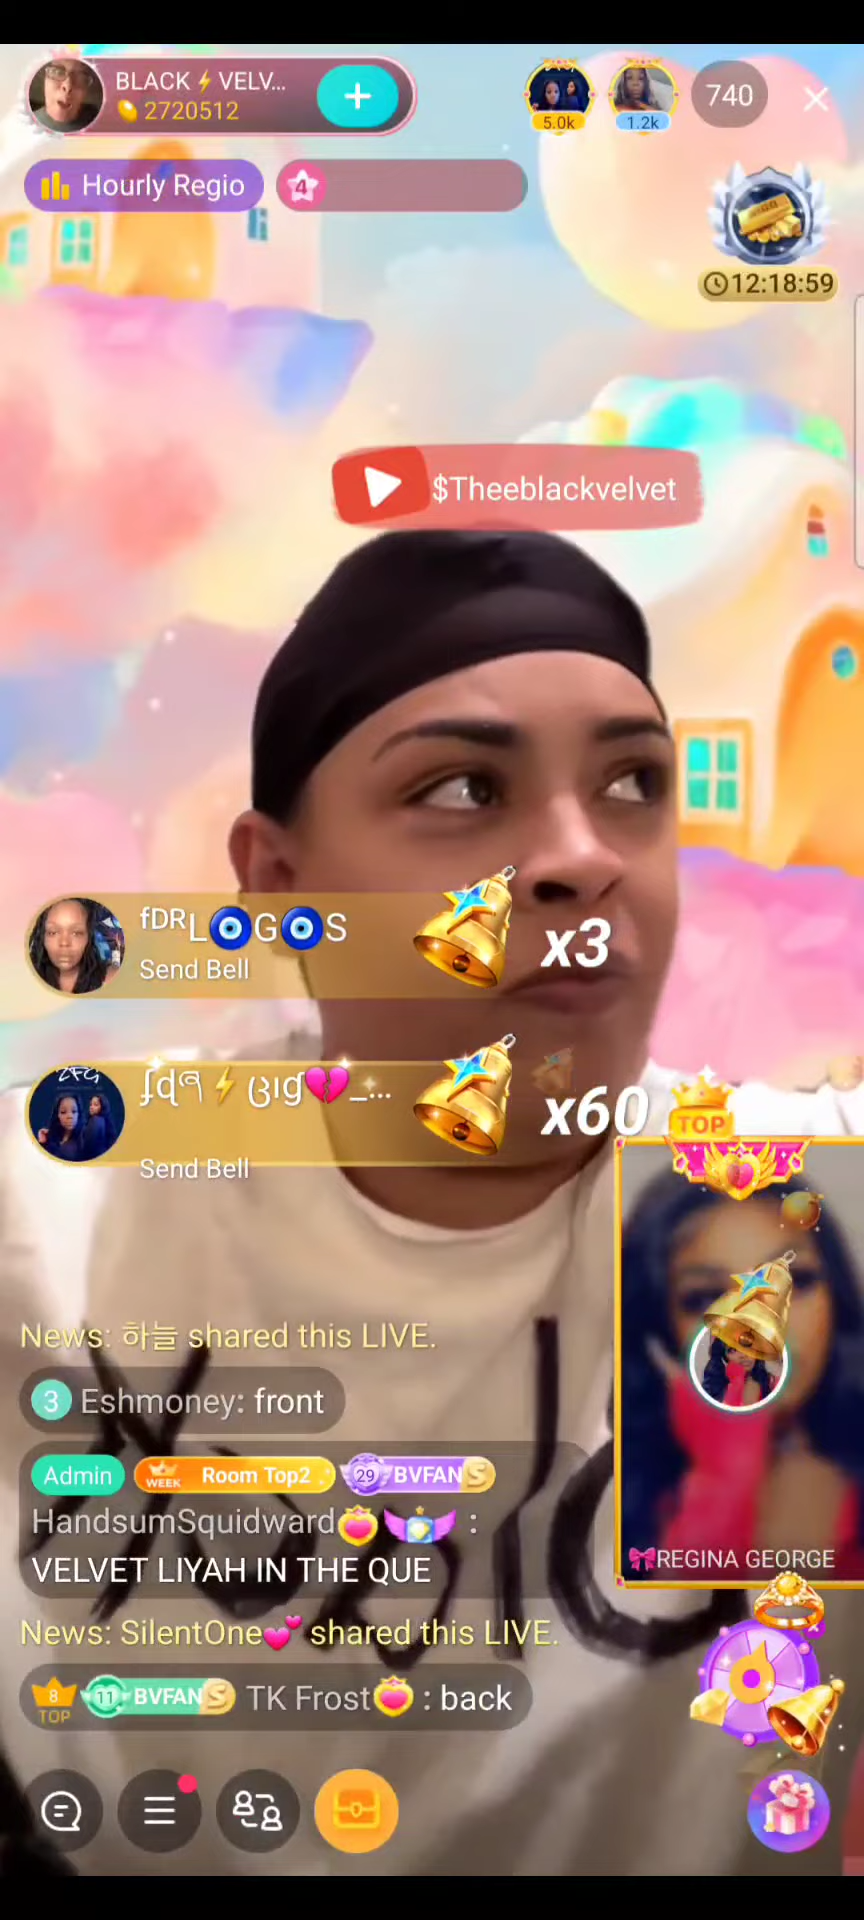 BLACK⚡VELV...
2720512
5.0k
1.2k
740
Hourly Regio
4
12:18:59
$Theeblackvelvet
fDRL🧿G🧿S
Send Bell
x3
Send Bell
x60
TOP
News: 하늘 shared this LIVE.
3 Eshmoney: front
Admin WEEK Room Top2 29 BVFAN S
HandsumSquidward :
VELVET LIYAH IN THE QUE
🎀REGINA GEORGE
News: SilentOne💕 shared this LIVE.
8 TOP 11 BVFAN S TK Frost : back